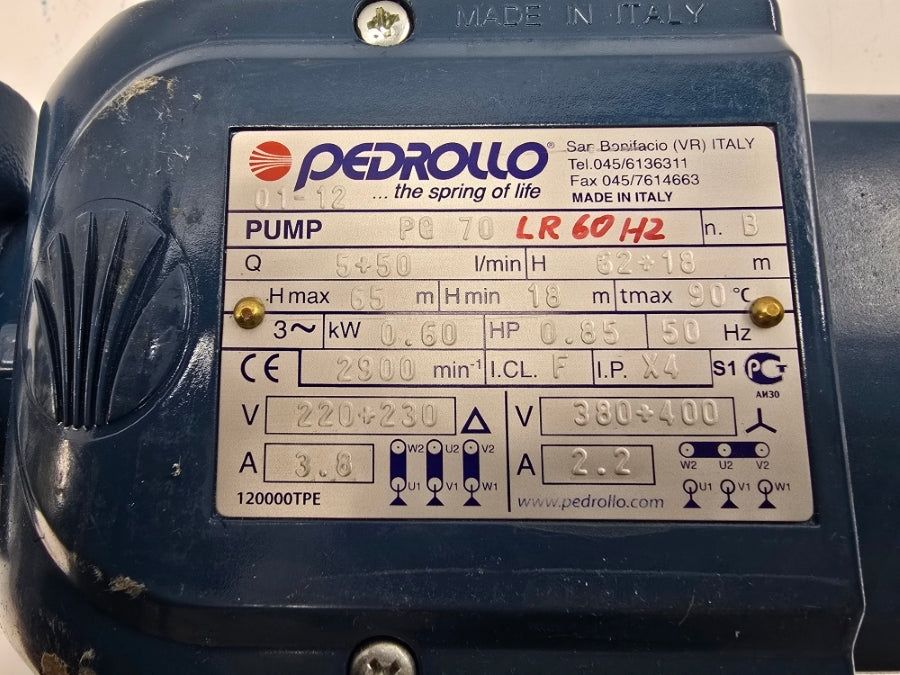 MADE IN ITALY
PEDROLLO®
San Bonifacio (VR) ITALY
Tel.045/6136311
Fax 045/7614663
MADE IN ITALY
01-12 ... the spring of life
PUMP PQ 70 LR 60 HZ n. B
Q 5÷50 l/min H 62÷18 m
H max 65 m H min 18 m tmax 90 °C
3~ kW 0.60 HP 0.85 50 Hz
CE 2900 min-1 I.CL. F I.P. X4 S1 PCT
АИ30
V 220÷230 Δ V 380÷400
A 3.8 W2 U2 V2 A 2.2 W2 U2 V2
U1 V1 W1 U1 V1 W1
120000TPE www.pedrollo.com